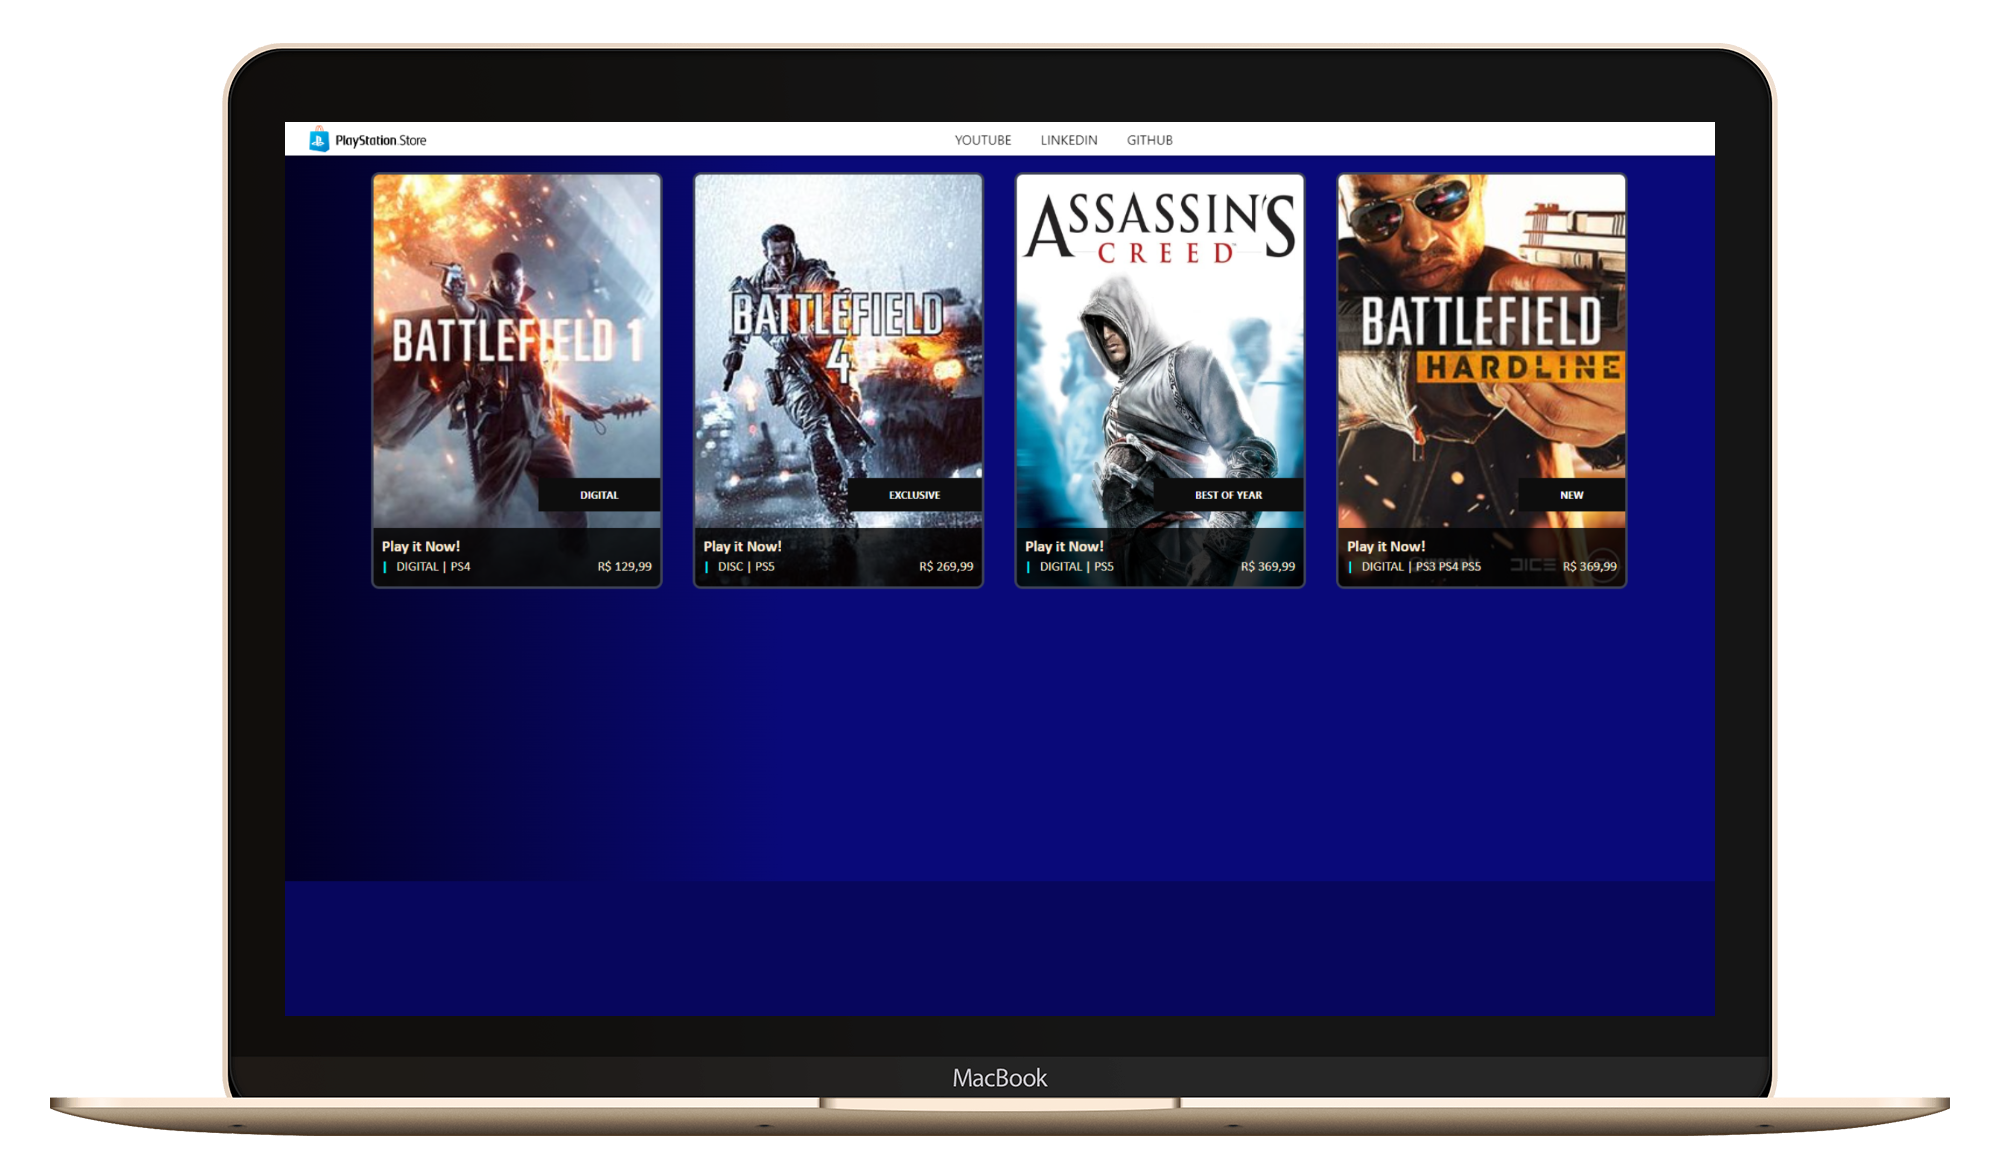 PlayStation.Store
YOUTUBE LINKEDIN GITHUB
BATTLEFIELD 1
DIGITAL
Play it Now!
| DIGITAL | PS4 R$ 129,99
BATTLEFIELD
4
EXCLUSIVE
Play it Now!
| DISC | PS5 R$ 269,99
ASSASSIN'S
CREED
BEST OF YEAR
Play it Now!
| DIGITAL | PS5 R$ 369,99
BATTLEFIELD
HARDLINE
NEW
Play it Now!
| DIGITAL | PS3 PS4 PS5 R$ 369,99
DICE
MacBook